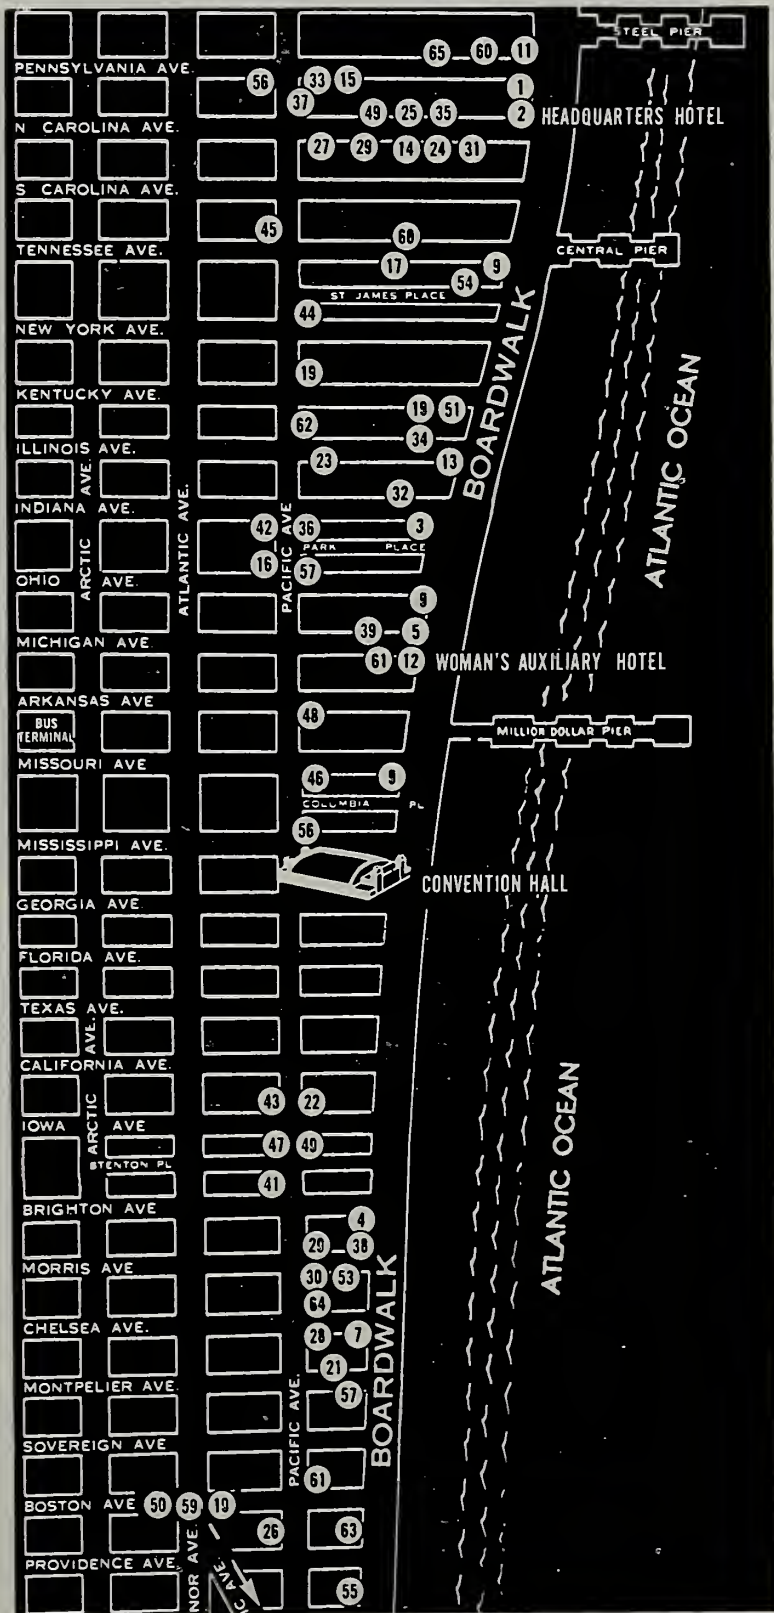 STEEL PIER
65 60 11
PENNSYLVANIA AVE.
56 33 15 1
37
49 25 35 2 HEADQUARTERS HOTEL
N CAROLINA AVE.
27 29 14 24 31
S CAROLINA AVE.
45
60
TENNESSEE AVE.
CENTRAL PIER
17 9
54
ST JAMES PLACE
44
NEW YORK AVE.
BOARDWALK
19
KENTUCKY AVE.
19 51
62
34
ILLINOIS AVE.
23 13
32
ATLANTIC OCEAN
INDIANA AVE.
ARCTIC AVE.
ATLANTIC AVE.
PACIFIC AVE
42 36 3
PARK PLACE
16 57
OHIO AVE.
9
39 5
MICHIGAN AVE.
61 12 WOMAN'S AUXILIARY HOTEL
ARKANSAS AVE
48
BUS
TERMINAL
MILLION DOLLAR PIER
MISSOURI AVE
46 9
COLUMBIA PL
56
MISSISSIPPI AVE.
CONVENTION HALL
GEORGIA AVE.
FLORIDA AVE.
TEXAS AVE.
ARCTIC AVE.
CALIFORNIA AVE.
43 22
IOWA AVE
47 49
STENTON PL
41
ATLANTIC OCEAN
BRIGHTON AVE
4
29 38
MORRIS AVE
30 53
64
BOARDWALK
CHELSEA AVE.
28 7
21
MONTPELIER AVE.
57
PACIFIC AVE.
SOVEREIGN AVE
61
BOSTON AVE 50 59 19
26 63
PROVIDENCE AVE.
NOR AVE.
IC AVE
55